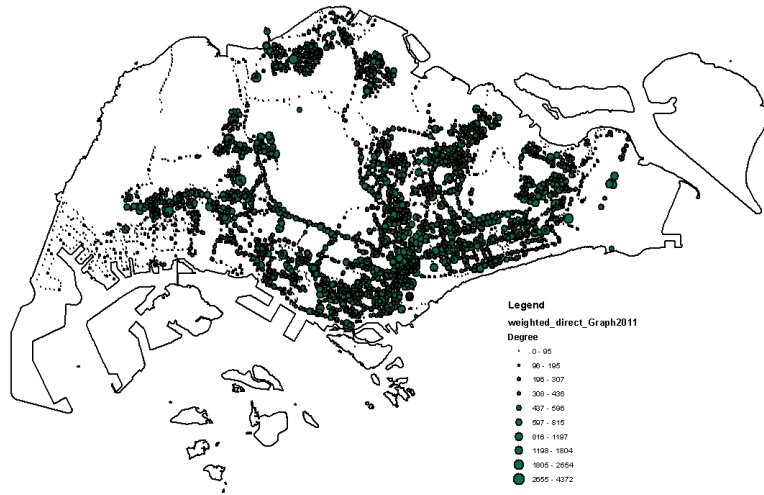 Legend
weighted_direct_Graph2011
Degree
0 - 95
96 - 195
196 - 307
308 - 436
437 - 596
597 - 815
816 - 1197
1198 - 1804
1805 - 2654
2655 - 4372